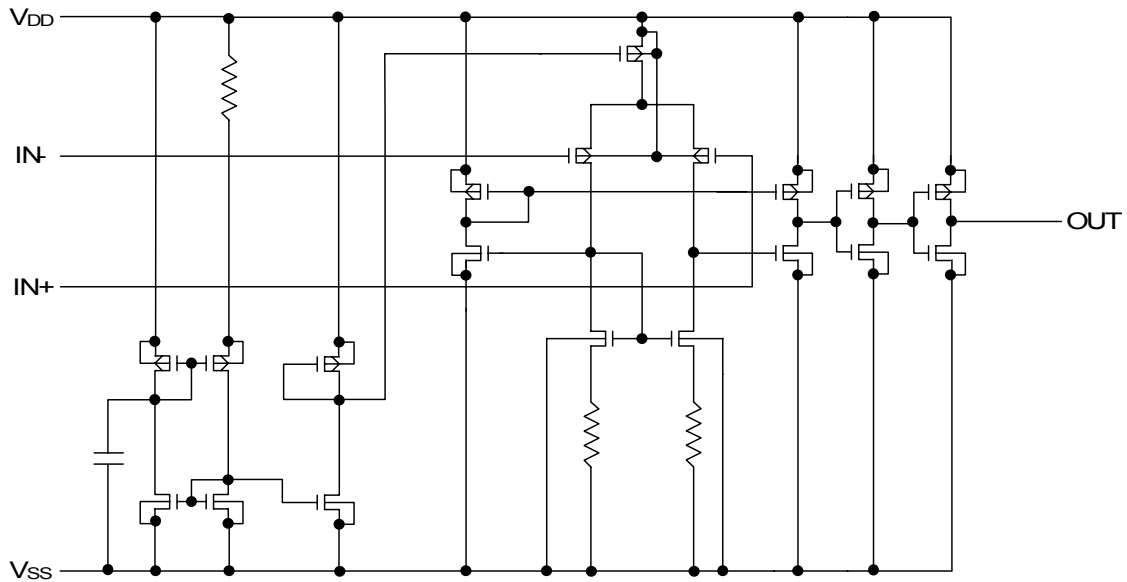 VDD
IN-
OUT
IN+
VSS